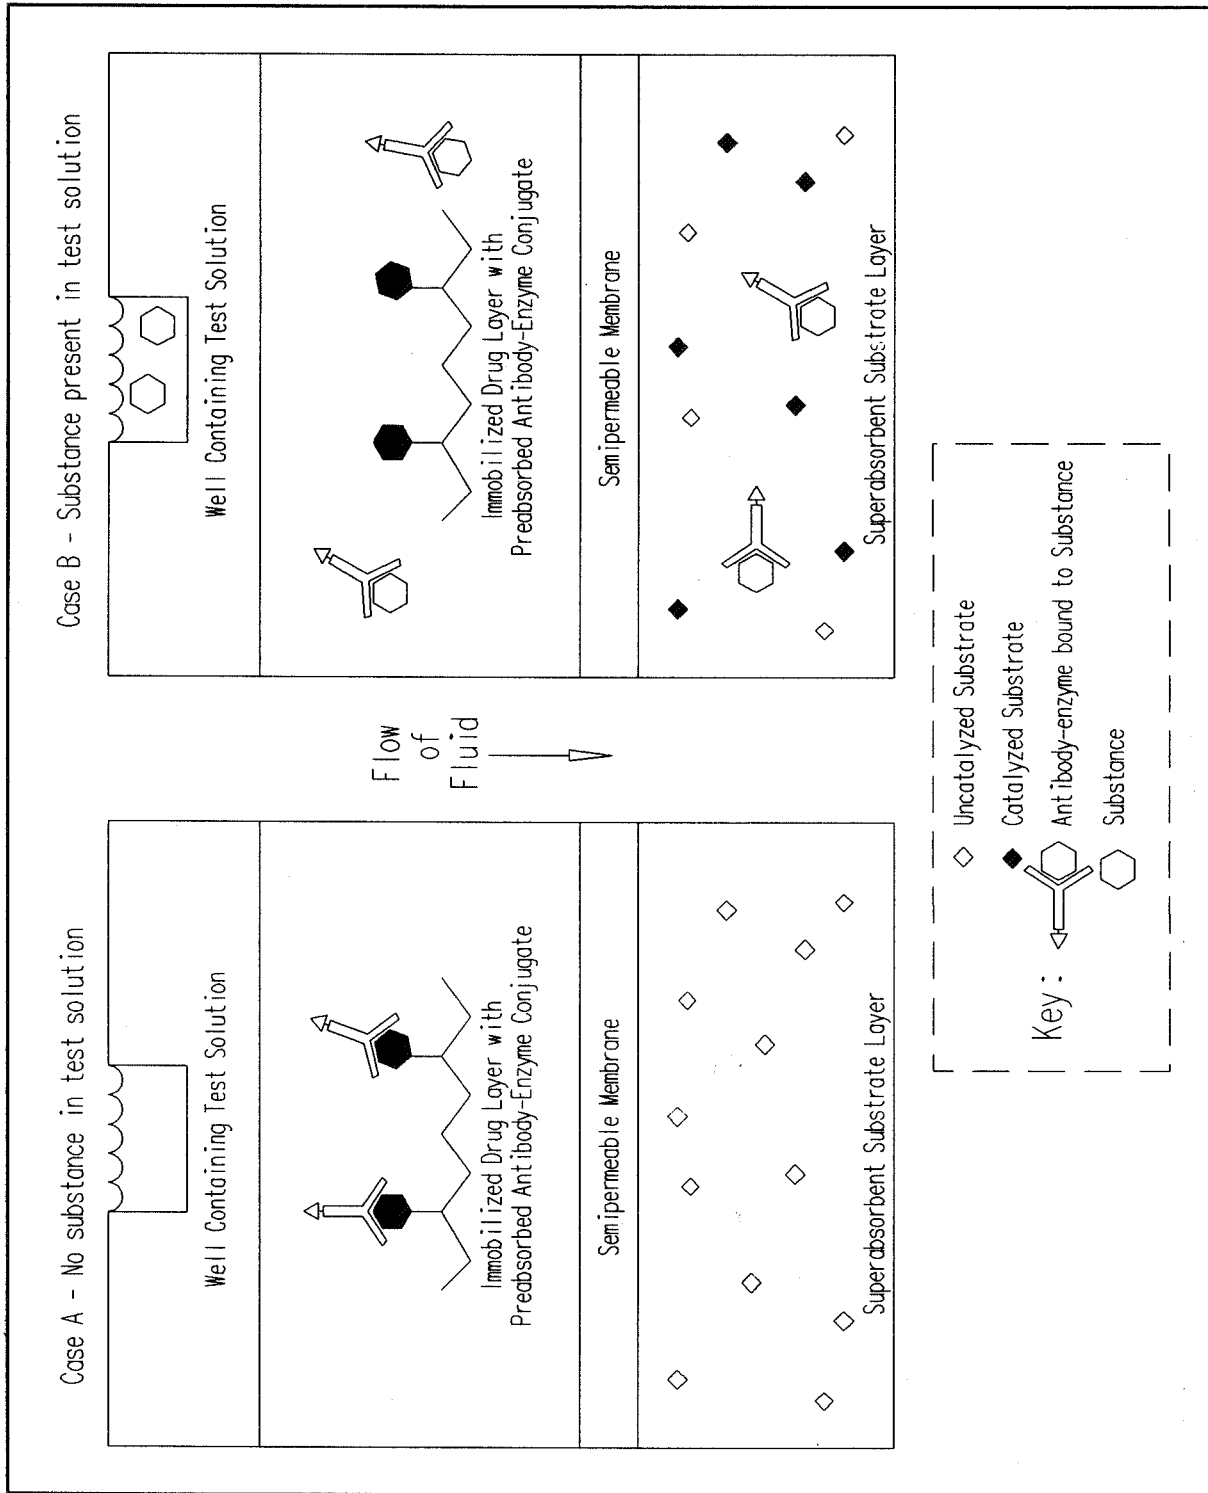 Case A - No substance in test solution
Well Containing Test Solution
Immobilized Drug Layer with
Preabsorbed Antibody-Enzyme Conjugate
Semipermeable Membrane
Superabsorbent Substrate Layer
Flow
of
Fluid
Case B - Substance present in test solution
Well Containing Test Solution
Immobilized Drug Layer with
Preabsorbed Antibody-Enzyme Conjugate
Semipermeable Membrane
Superabsorbent Substrate Layer
Key:
Uncatalyzed Substrate
Catalyzed Substrate
Antibody-enzyme bound to Substance
Substance